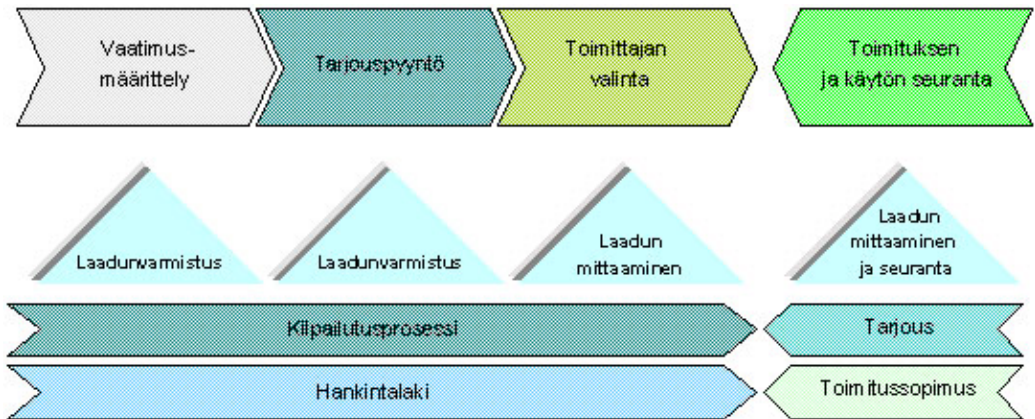 Vaatimus-
määrittely
Tarjouspyyntö
Toimittajan
valinta
Toimituksen
ja käytön seuranta
Laadunvarmistus
Laadunvarmistus
Laadun
mittaaminen
Laadun
mittaaminen
ja seuranta
Kilpailutusprosessi
Tarjous
Hankintalaki
Toimitussopimus